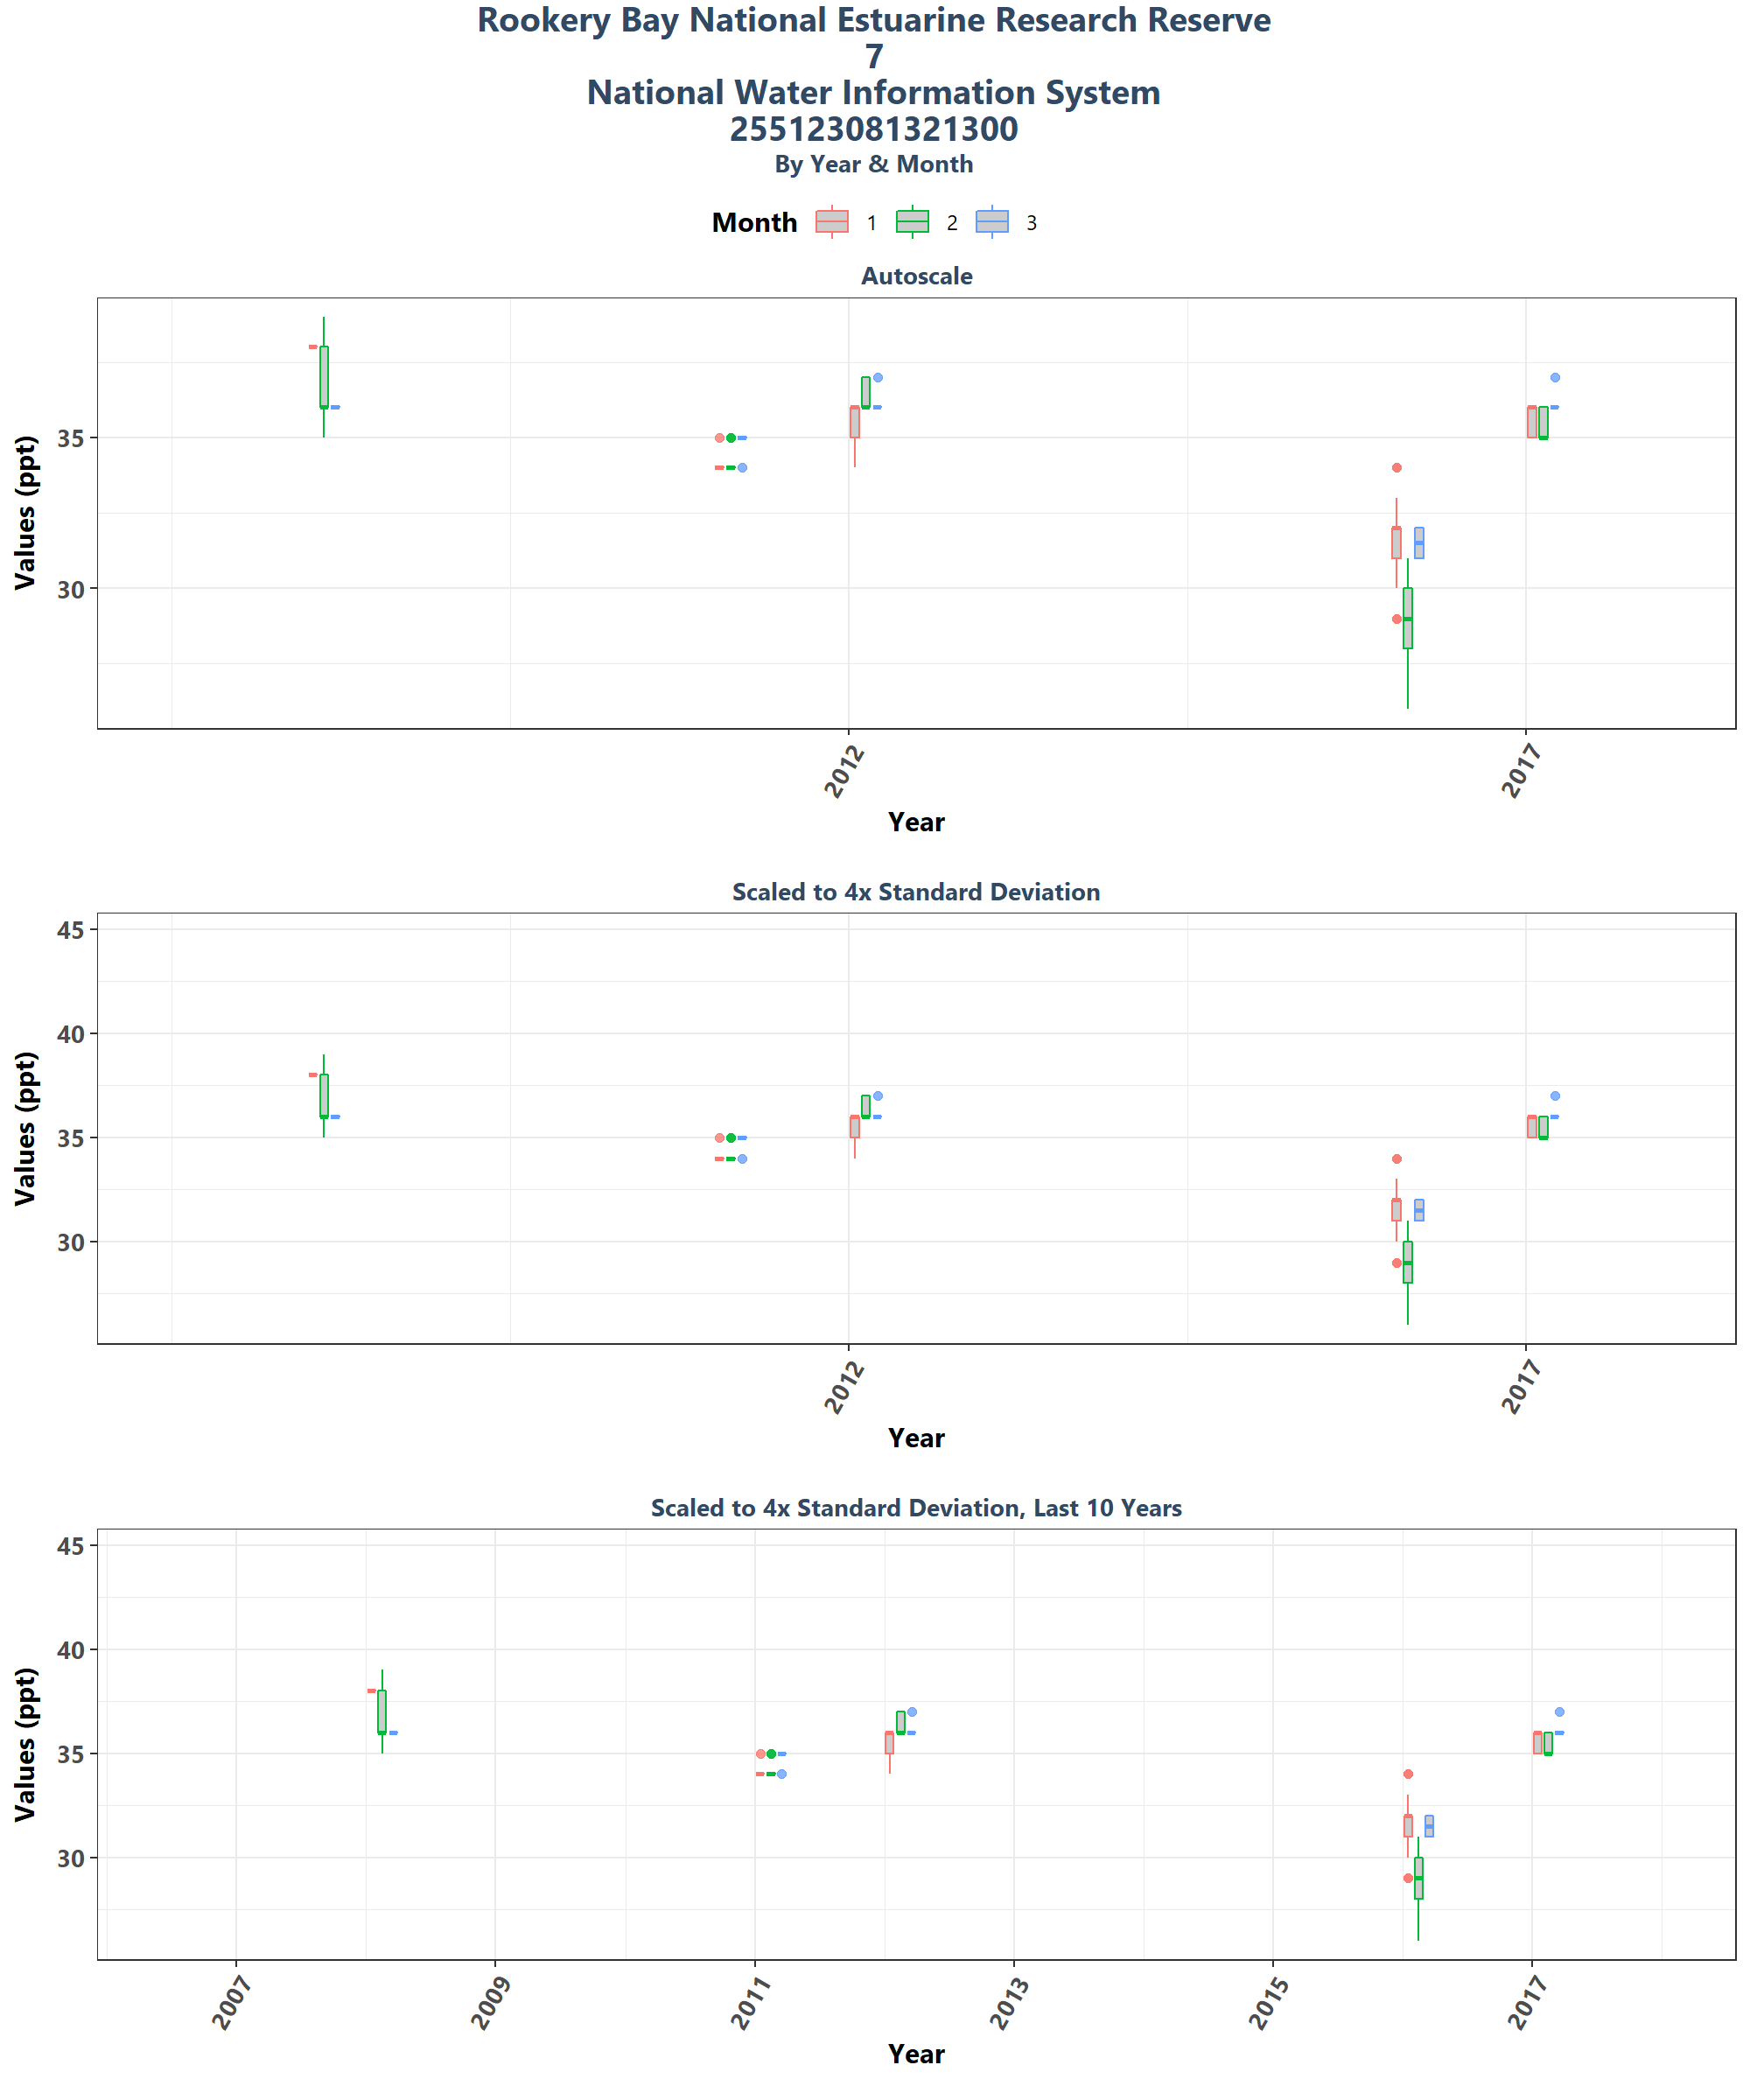 Rookery Bay National Estuarine Research Reserve
7
National Water Information System
255123081321300
By Year & Month
Month 1 2 3
Autoscale
Values (ppt)
35
30
2012 2017
Year
Scaled to 4x Standard Deviation
Values (ppt)
45
40
35
30
2012 2017
Year
Scaled to 4x Standard Deviation, Last 10 Years
Values (ppt)
45
40
35
30
2007 2009 2011 2013 2015 2017
Year